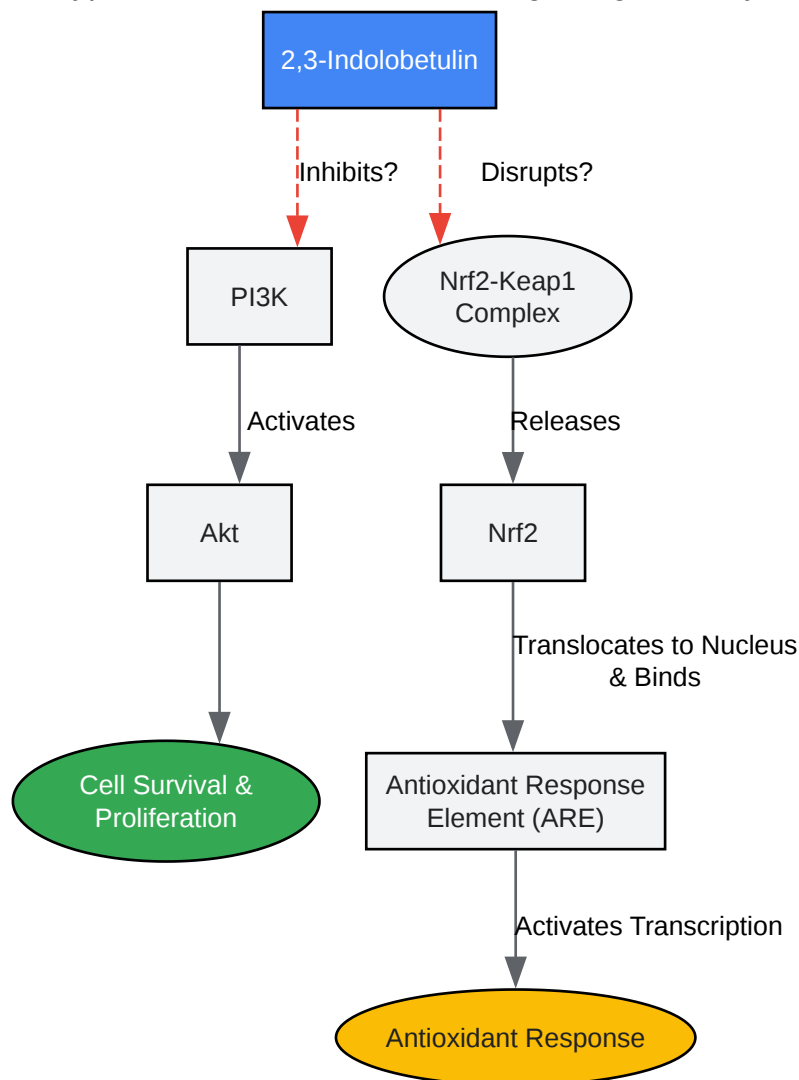 2,3-Indolobetulin
Inhibits?
Disrupts?
PI3K
Nrf2-Keap1
Complex
Activates
Releases
Akt
Nrf2
Translocates to Nucleus
& Binds
Cell Survival &
Proliferation
Antioxidant Response
Element (ARE)
Activates Transcription
Antioxidant Response